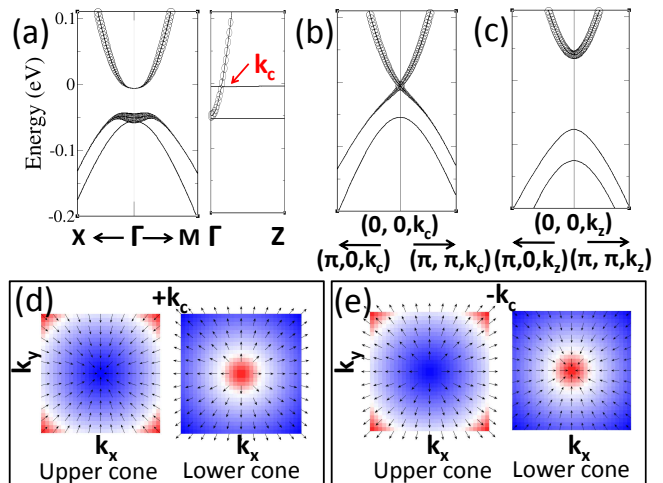 (a)
(b)
(c)
Energy (eV)
0.1
0
-0.1
-0.2
k_c
X ← Γ → M Γ Z
(0, 0,k_c)
(π,0,k_c) (π, π,k_c)
(0, 0,k_z)
(π,0,k_z) (π, π,k_z)
(d) +k_c
k_y
k_x k_x
Upper cone Lower cone
(e) -k_c
k_y
k_x k_x
Upper cone Lower cone